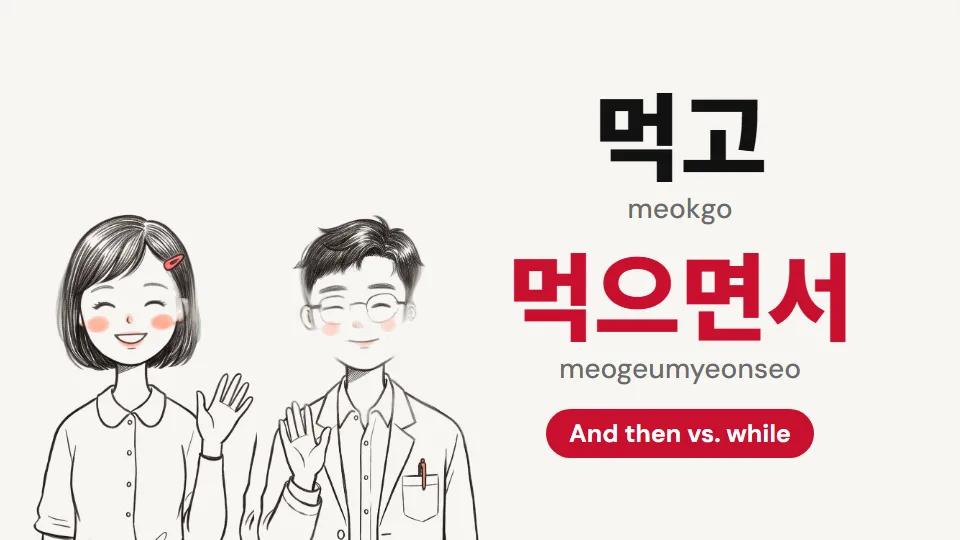 먹고
meokgo
먹으면서
meogeumyeonseo
And then vs. while